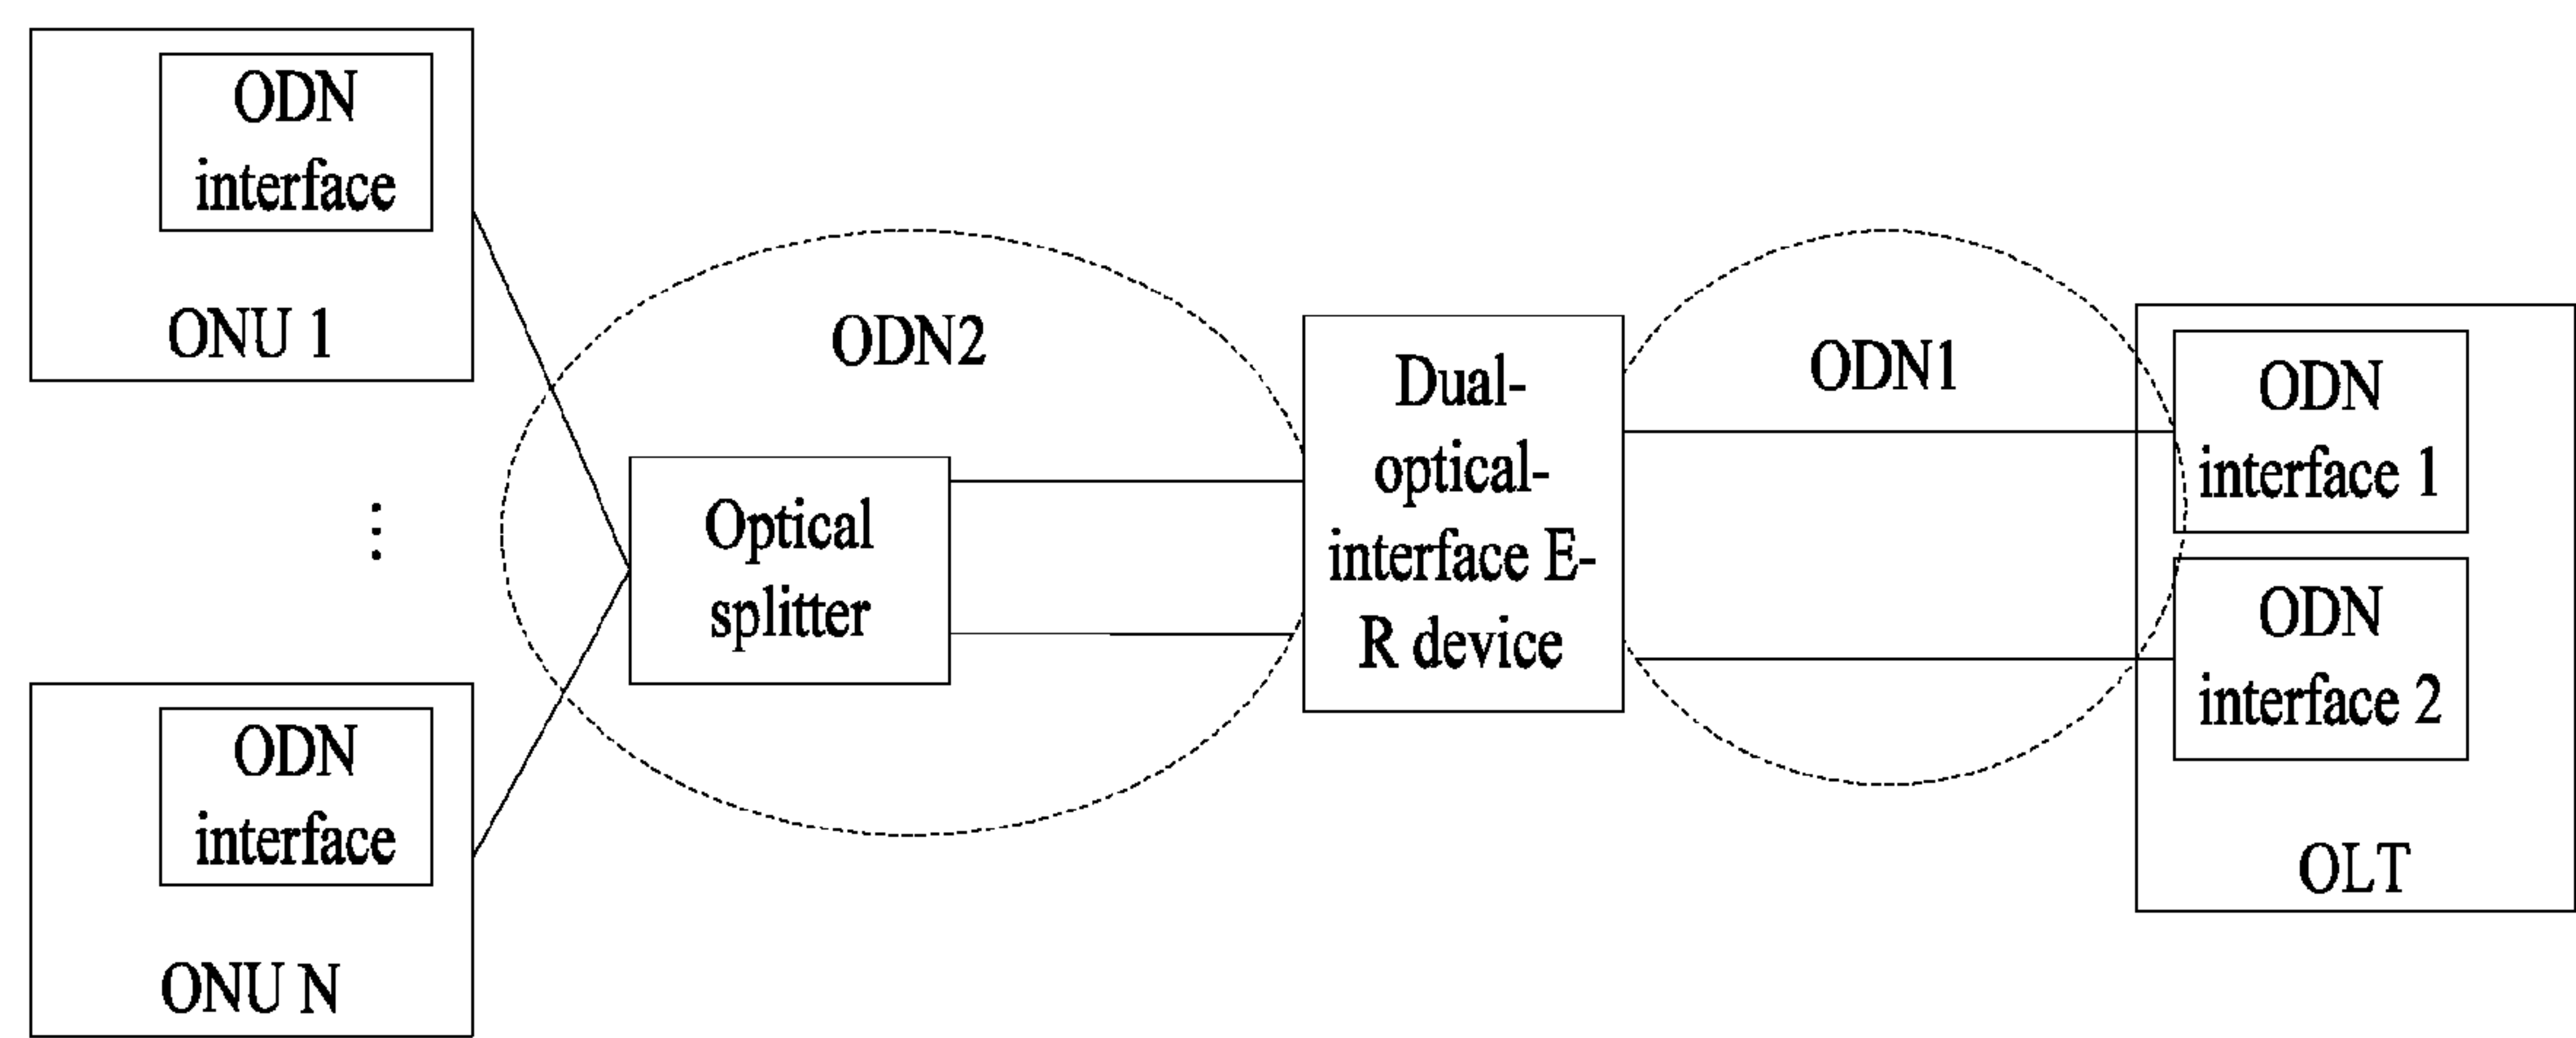 ODN
interface
ONU 1
ODN
interface
ONU N
ODN2
Optical
splitter
Dual-
optical-
interface E-
R device
ODN1
ODN
interface 1
ODN
interface 2
OLT